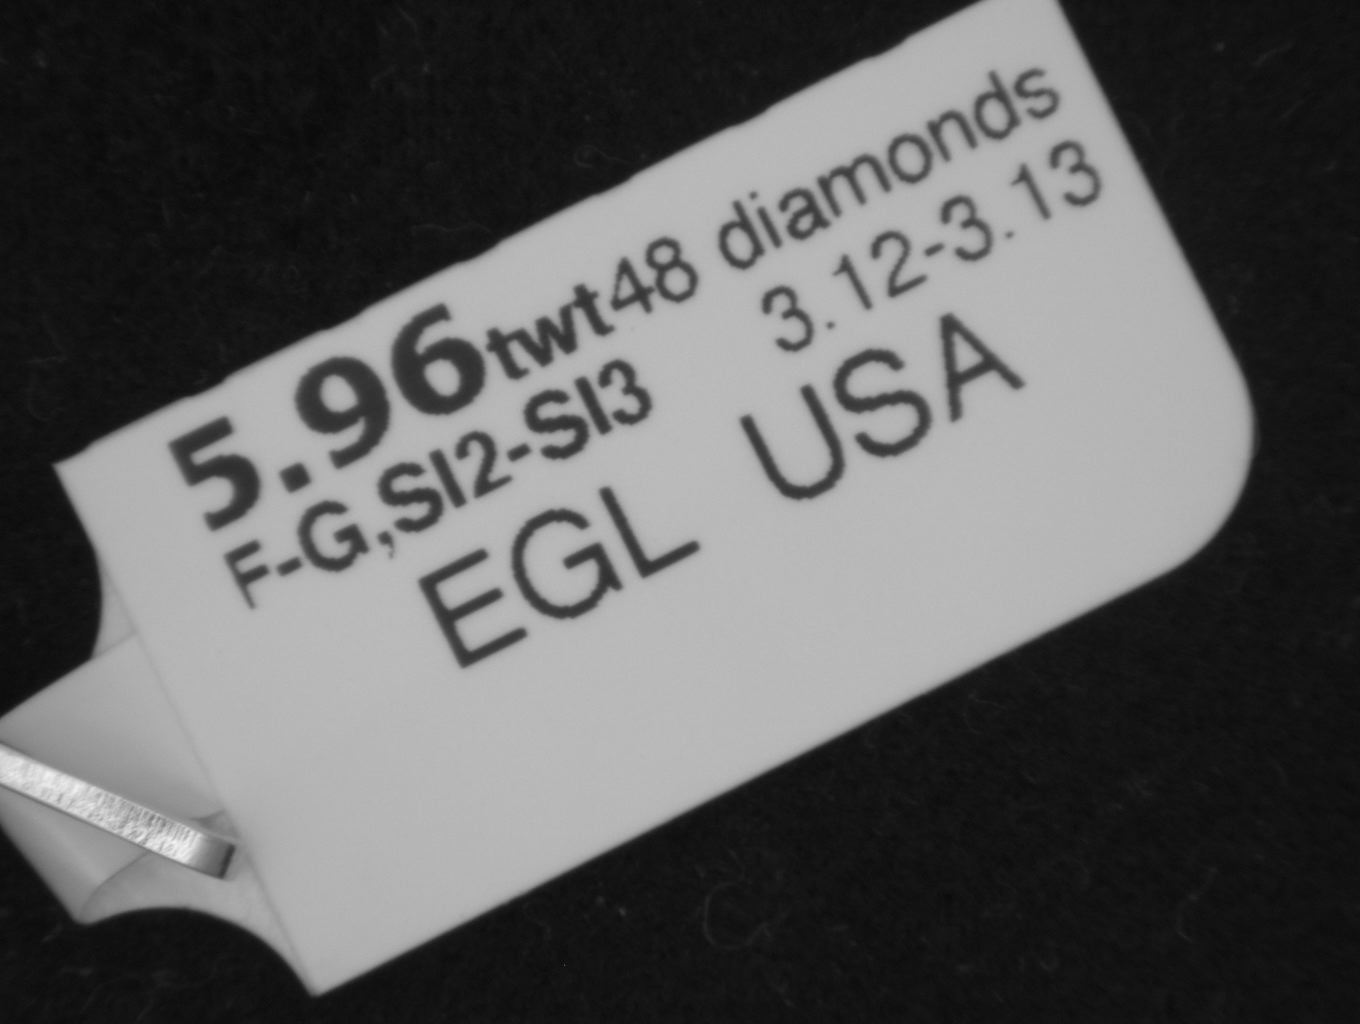 5.96twt48 diamonds
F-G,SI2-SI3 3.12-3.13
EGL USA